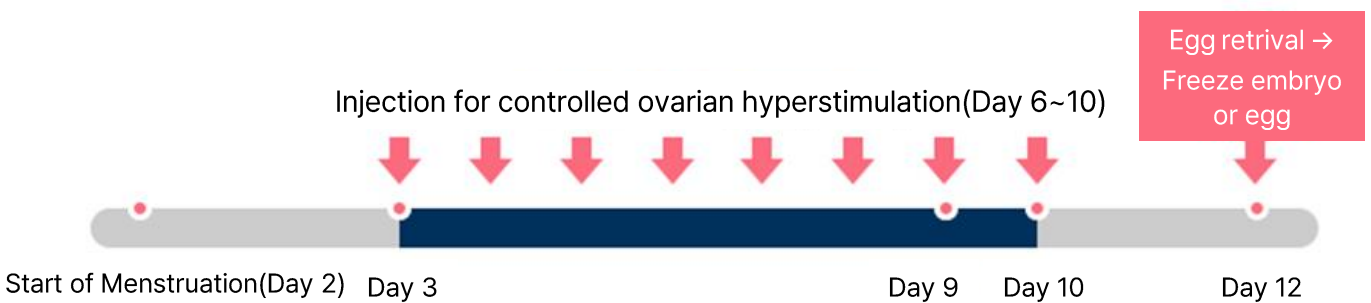 Egg retrival →
Freeze embryo
or egg
Injection for controlled ovarian hyperstimulation(Day 6~10)
Start of Menstruation(Day 2)
Day 3
Day 9
Day 10
Day 12